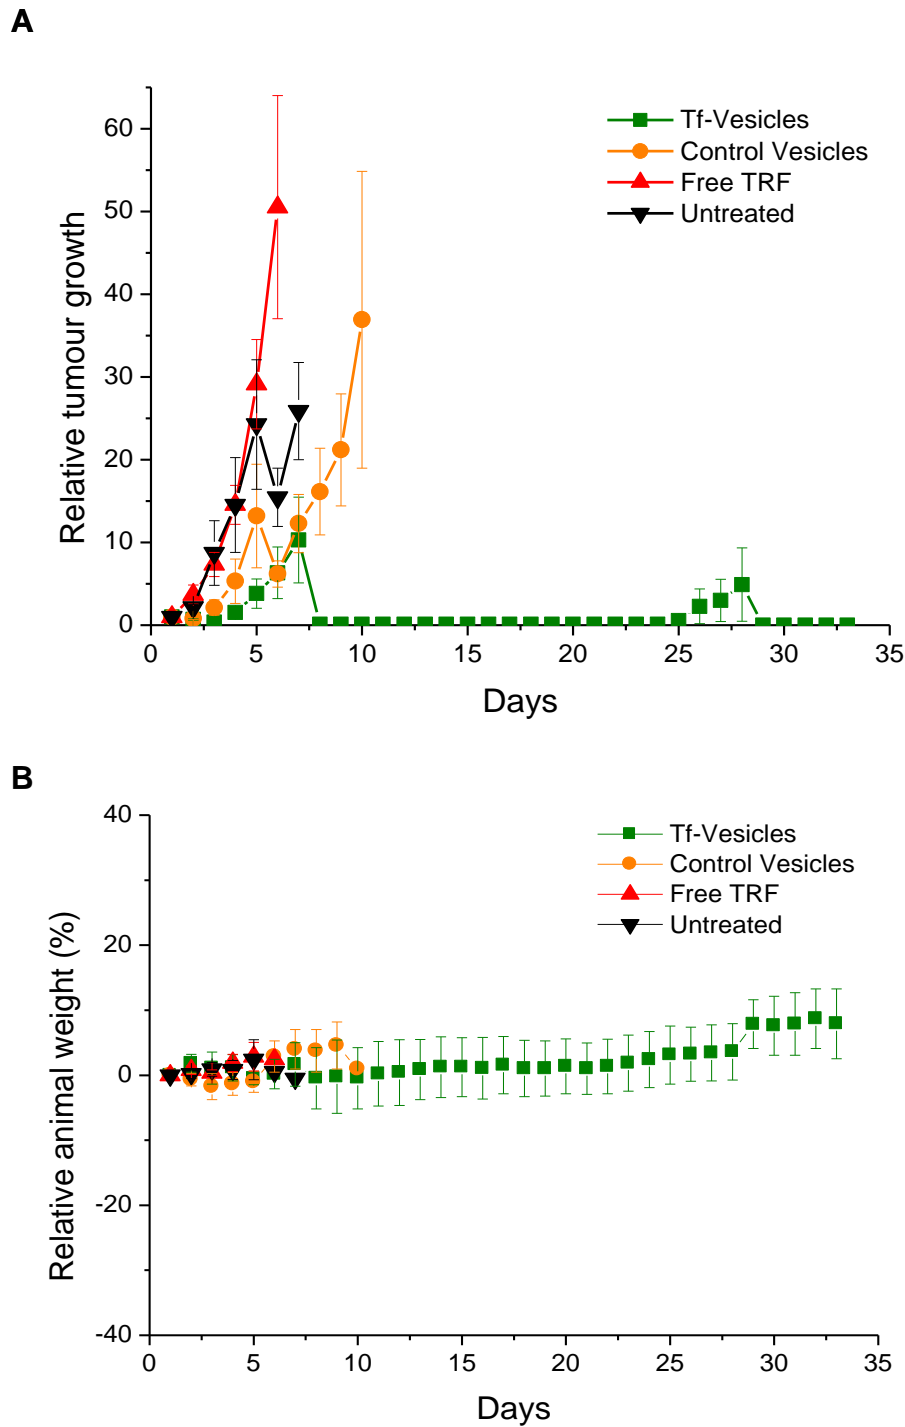 A
60
50
40
30
20
10
0
Relative tumour growth
Tf-Vesicles
Control Vesicles
Free TRF
Untreated
0 5 10 15 20 25 30 35
Days
B
40
20
0
-20
-40
Relative animal weight (%)
Tf-Vesicles
Control Vesicles
Free TRF
Untreated
0 5 10 15 20 25 30 35
Days